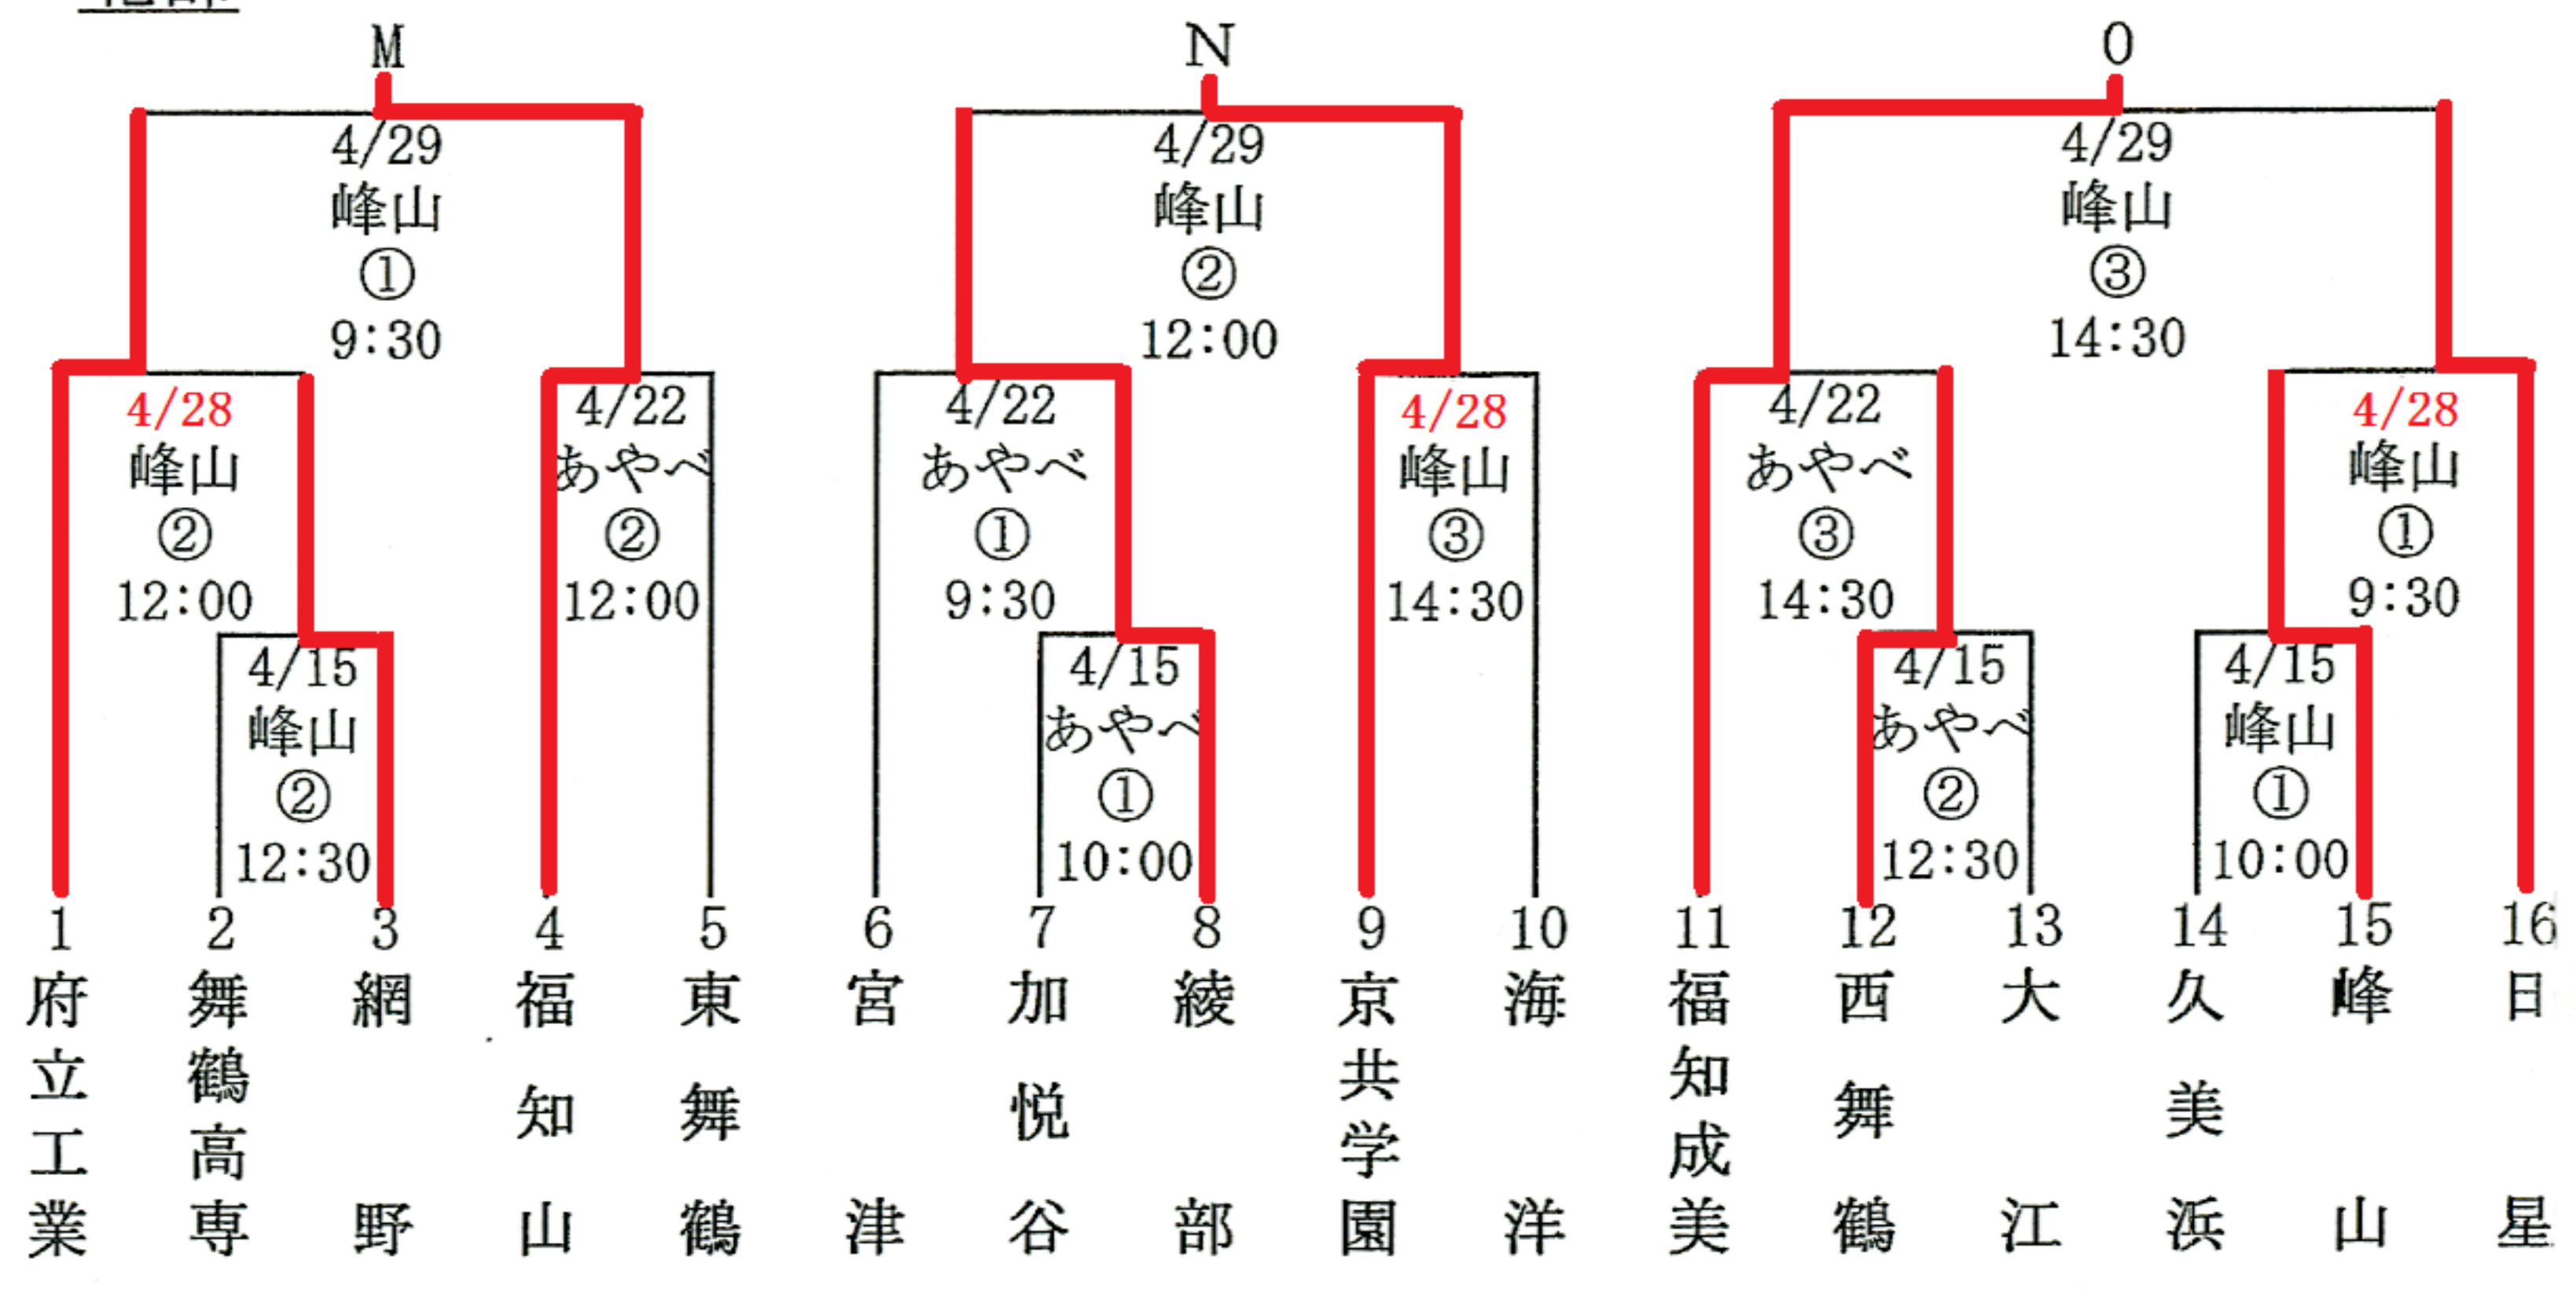 M N O
4/29 4/29 4/29
峰山 峰山 峰山
① ② ③
9:30 12:00 14:30
4/28 4/22 4/22 4/28 4/22 4/28
峰山 あやべ あやべ 峰山 あやべ 峰山
② ② ① ③ ③ ①
12:00 12:00 9:30 14:30 14:30 9:30
4/15 4/15 4/15 4/15
峰山 あやべ あやべ 峰山
② ① ② ①
12:30 10:00 12:30 10:00
1 2 3 4 5 6 7 8 9 10 11 12 13 14 15 16
府立工業
舞鶴高専
網野
福知山
東舞鶴
宮津
加悦谷
綾部
京共学園
海洋
福知成美
西舞鶴
大江
久美浜
峰山
日星